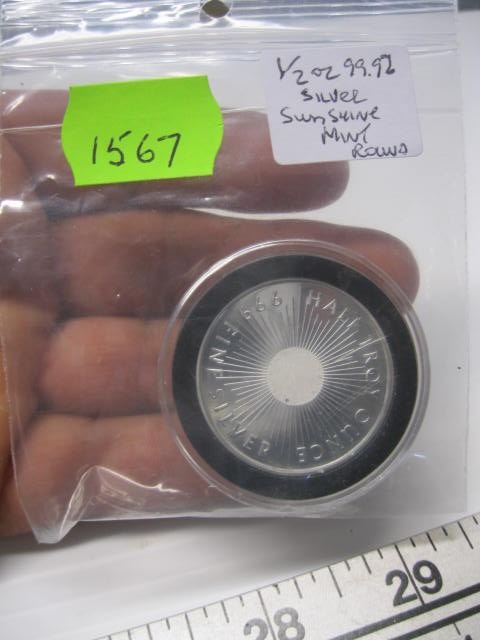 1567
1/2 oz 99.9%
Silver
Sunshine
Mint
Round
999 FINE SILVER
HALF TROY OUNCE
28
29